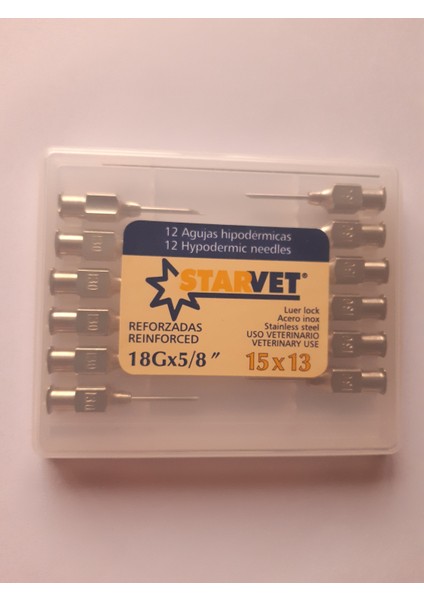 12 Agujas hipodermicas
12 Hypodermic needles
STARVET®
REFORZADAS
REINFORCED
18Gx5/8"
Luer lock
Acero inox
Stainless steel
USO VETERINARIO
VETERINARY USE
15x13